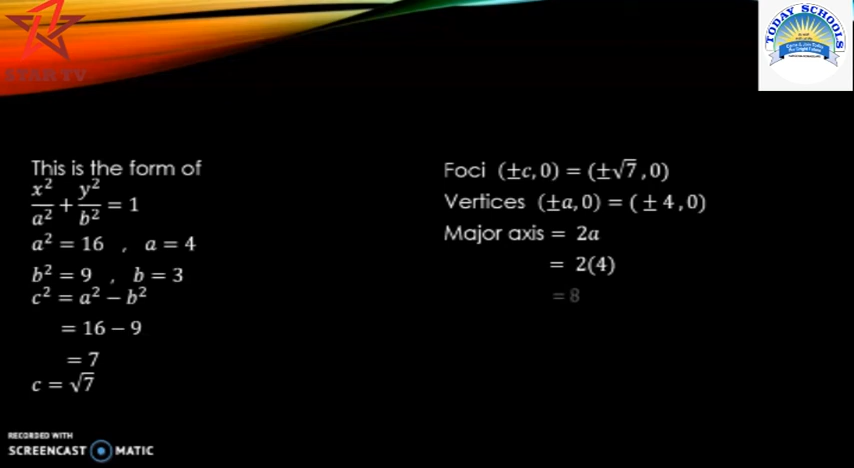 STAR TV
TODAY SCHOOLS
This is the form of
x²/a² + y²/b² = 1
a² = 16 , a = 4
b² = 9 , b = 3
c² = a² − b²
= 16 − 9
= 7
c = √7
Foci (±c, 0) = (±√7 , 0)
Vertices (±a, 0) = ( ± 4 , 0)
Major axis = 2a
= 2(4)
= 8
RECORDED WITH
SCREENCAST MATIC